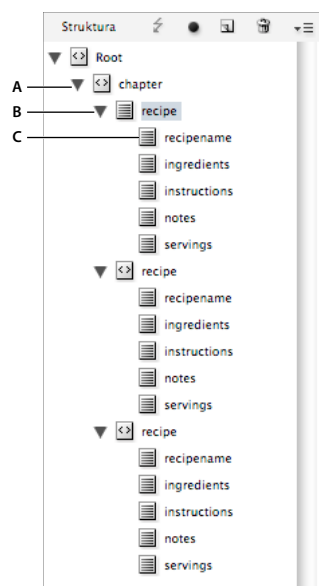 Struktura
Root
A chapter
B recipe
C recipename
ingredients
instructions
notes
servings
recipe
recipename
ingredients
instructions
notes
servings
recipe
recipename
ingredients
instructions
notes
servings